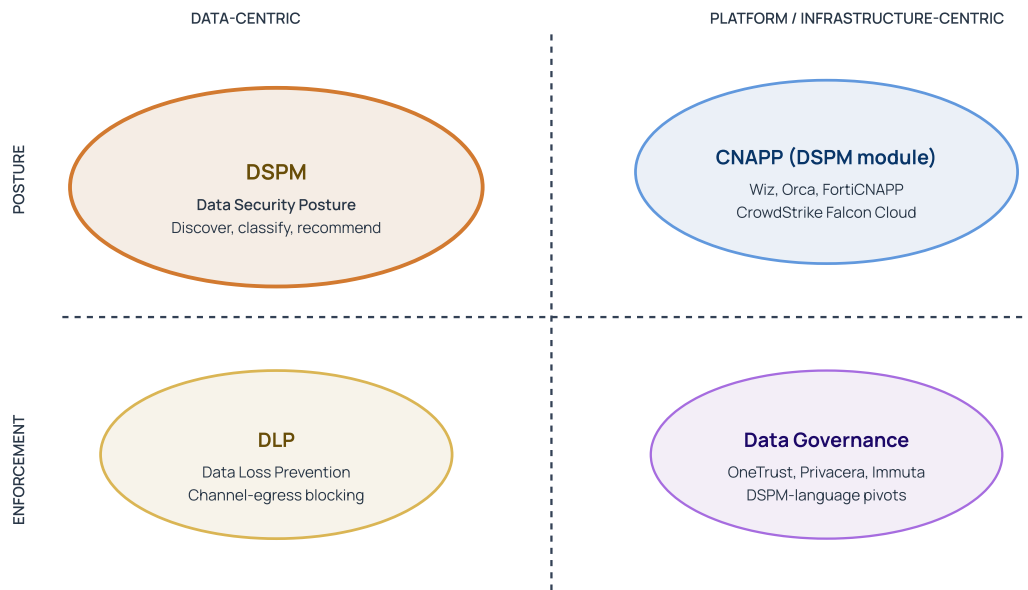 DATA-CENTRIC
PLATFORM / INFRASTRUCTURE-CENTRIC
POSTURE
DSPM
Data Security Posture
Discover, classify, recommend
CNAPP (DSPM module)
Wiz, Orca, FortiCNAPP
CrowdStrike Falcon Cloud
ENFORCEMENT
DLP
Data Loss Prevention
Channel-egress blocking
Data Governance
OneTrust, Privacera, Immuta
DSPM-language pivots